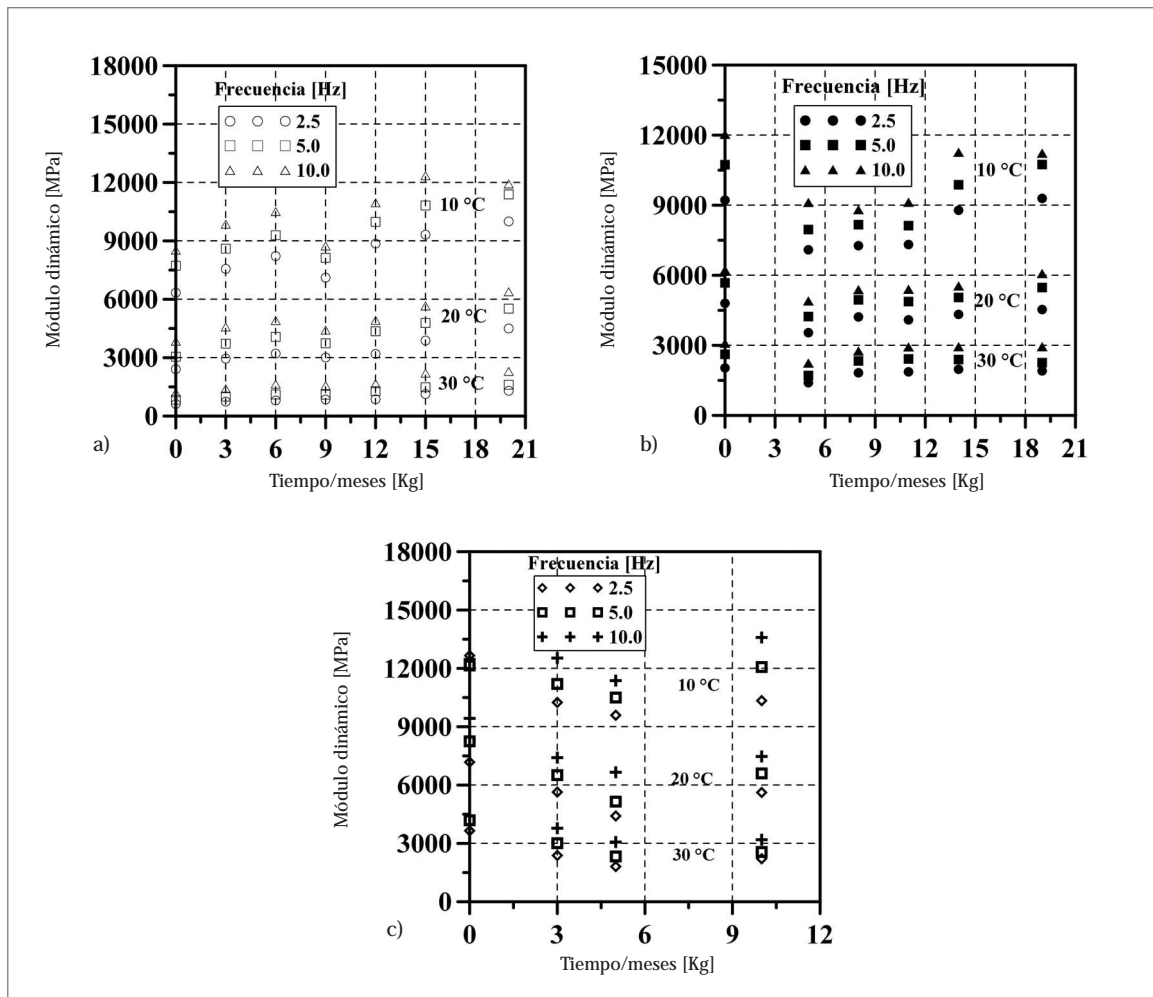 18000
15000
12000
9000
6000
3000
0
Módulo dinámico [MPa]
Frecuencia [Hz]
2.5
5.0
10.0
10 °C
20 °C
30 °C
0 3 6 9 12 15 18 21
Tiempo/meses [Kg]
a)
15000
12000
9000
6000
3000
0
Módulo dinámico [MPa]
Frecuencia [Hz]
2.5
5.0
10.0
10 °C
20 °C
30 °C
0 3 6 9 12 15 18 21
Tiempo/meses [Kg]
b)
18000
15000
12000
9000
6000
3000
0
Módulo dinámico [MPa]
Frecuencia [Hz]
2.5
5.0
10.0
10 °C
20 °C
30 °C
0 3 6 9 12
Tiempo/meses [Kg]
c)